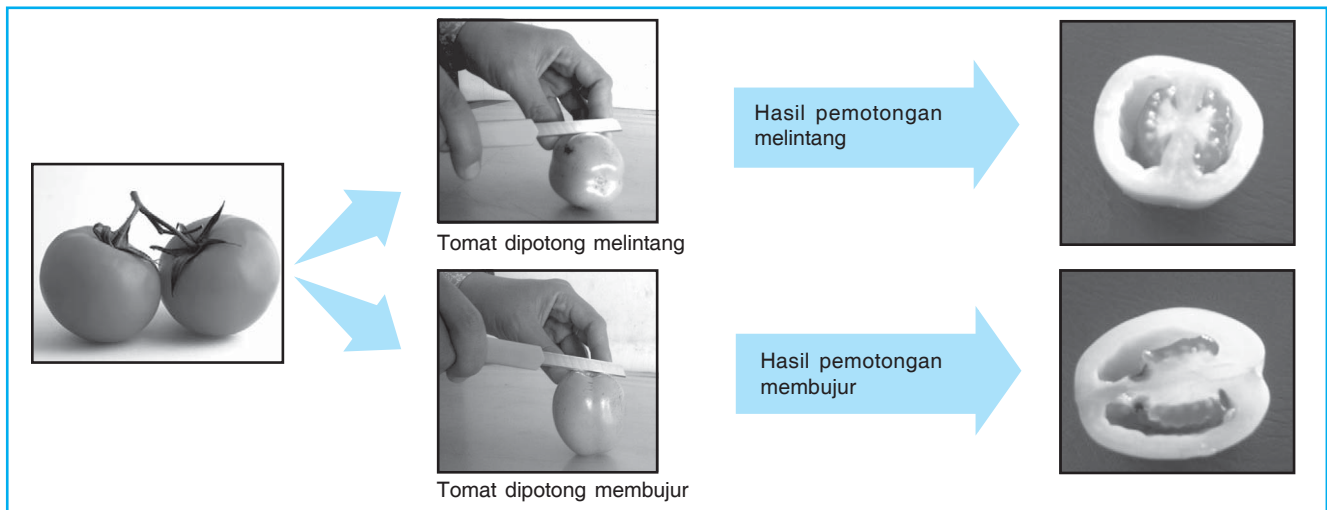 Tomat dipotong melintang
Hasil pemotongan
melintang
Tomat dipotong membujur
Hasil pemotongan
membujur